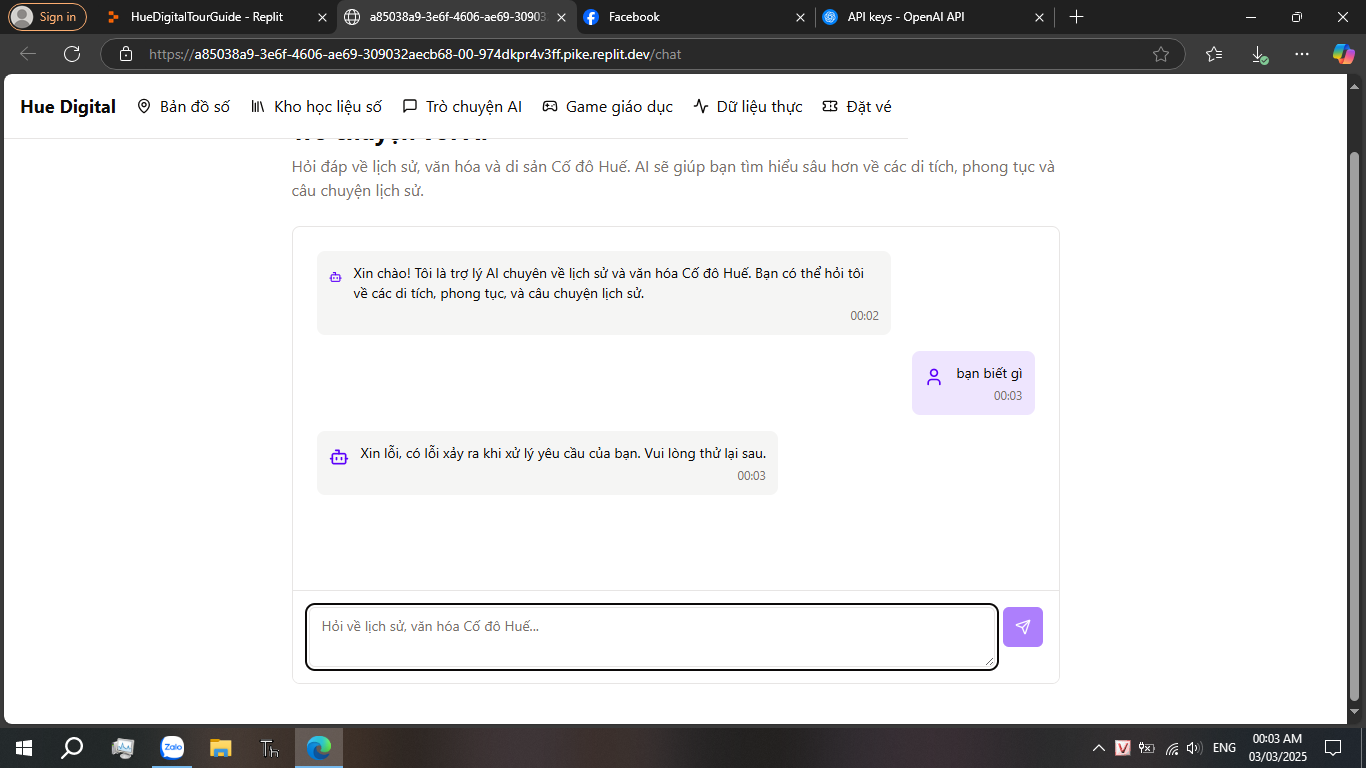 Sign in
HueDigitalTourGuide - Replit
a85038a9-3e6f-4606-ae69-30903
Facebook
API keys - OpenAI API
https://a85038a9-3e6f-4606-ae69-309032aecb68-00-974dkpr4v3ff.pike.replit.dev/chat
Hue Digital
Bản đồ số
Kho học liệu số
Trò chuyện AI
Game giáo dục
Dữ liệu thực
Đặt vé
Hỏi đáp về lịch sử, văn hóa và di sản Cố đô Huế. AI sẽ giúp bạn tìm hiểu sâu hơn về các di tích, phong tục và
câu chuyện lịch sử.
Xin chào! Tôi là trợ lý AI chuyên về lịch sử và văn hóa Cố đô Huế. Bạn có thể hỏi tôi
về các di tích, phong tục, và câu chuyện lịch sử.
00:02
bạn biết gì
00:03
Xin lỗi, có lỗi xảy ra khi xử lý yêu cầu của bạn. Vui lòng thử lại sau.
00:03
Hỏi về lịch sử, văn hóa Cố đô Huế...
Zalo
Th
V
ENG
00:03 AM
03/03/2025